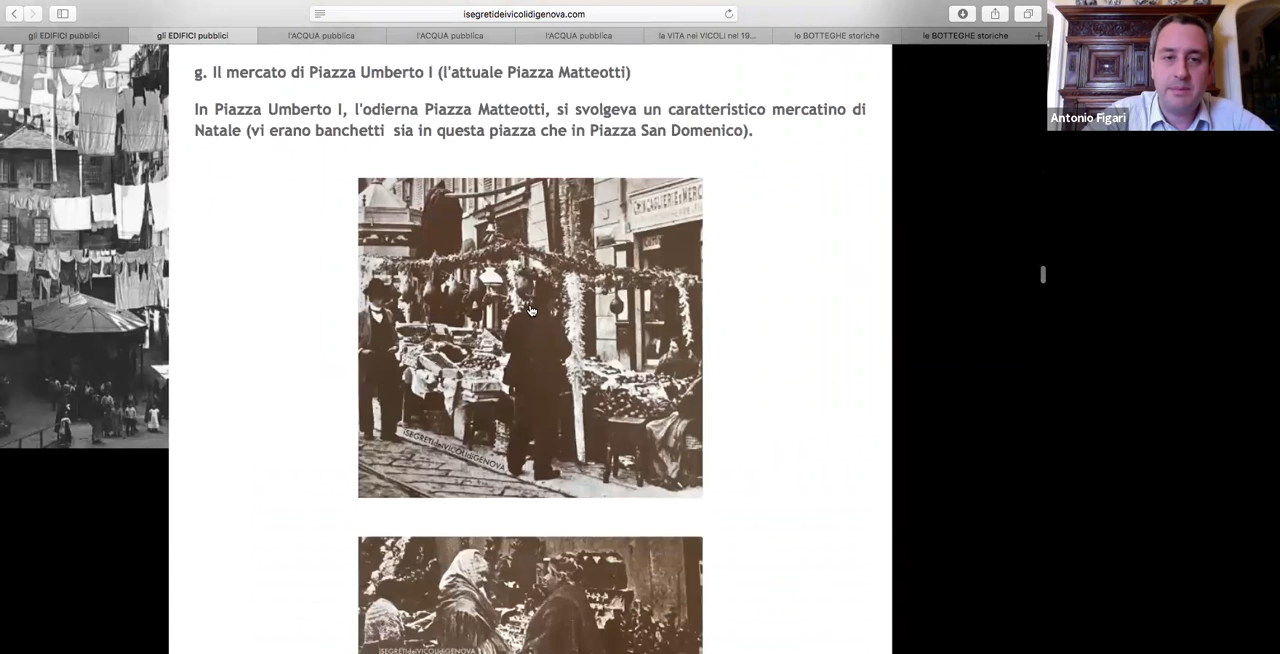 isegretideivicolidigenova.com
gli EDIFICI pubblici
gli EDIFICI pubblici
l'ACQUA pubblica
l'ACQUA pubblica
l'ACQUA pubblica
la VITA nei VICOLI nel 19...
le BOTTEGHE storiche
le BOTTEGHE storiche
Antonio Figari
g. Il mercato di Piazza Umberto I (l'attuale Piazza Matteotti)
In Piazza Umberto I, l'odierna Piazza Matteotti, si svolgeva un caratteristico mercatino di
Natale (vi erano banchetti sia in questa piazza che in Piazza San Domenico).
iSEGRETIdeiVICOLIdiGENOVA
iSEGRETIdeiVICOLIdiGENOVA